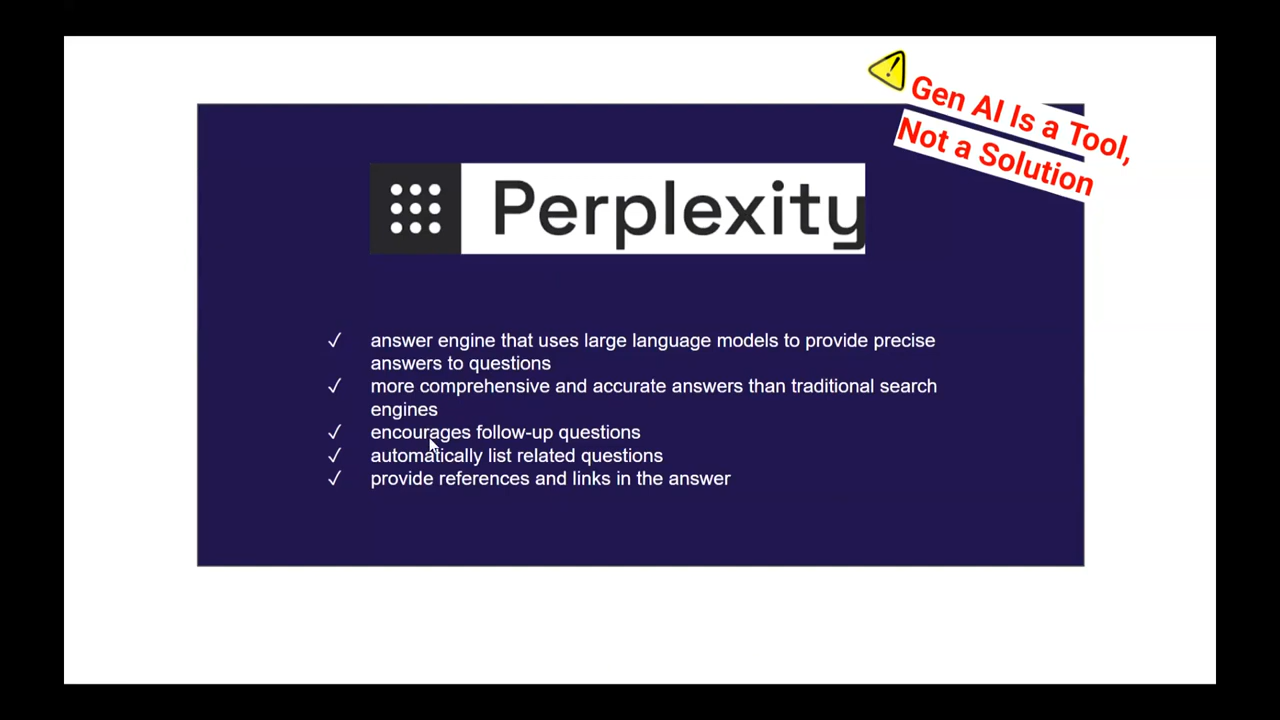 Gen AI Is a Tool,
Not a Solution
Perplexity
✓ answer engine that uses large language models to provide precise
answers to questions
✓ more comprehensive and accurate answers than traditional search
engines
✓ encourages follow-up questions
✓ automatically list related questions
✓ provide references and links in the answer